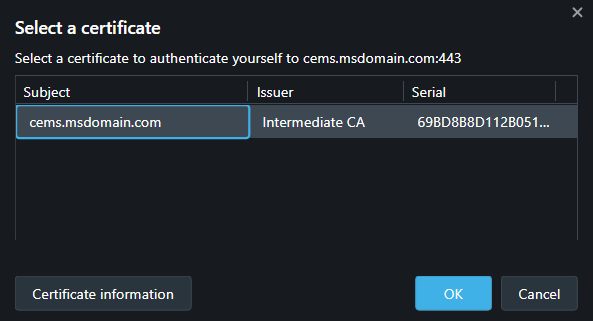 Select a certificate
Select a certificate to authenticate yourself to cems.msdomain.com:443
Subject Issuer Serial
cems.msdomain.com Intermediate CA 69BD8B8D112B051...
Certificate information OK Cancel